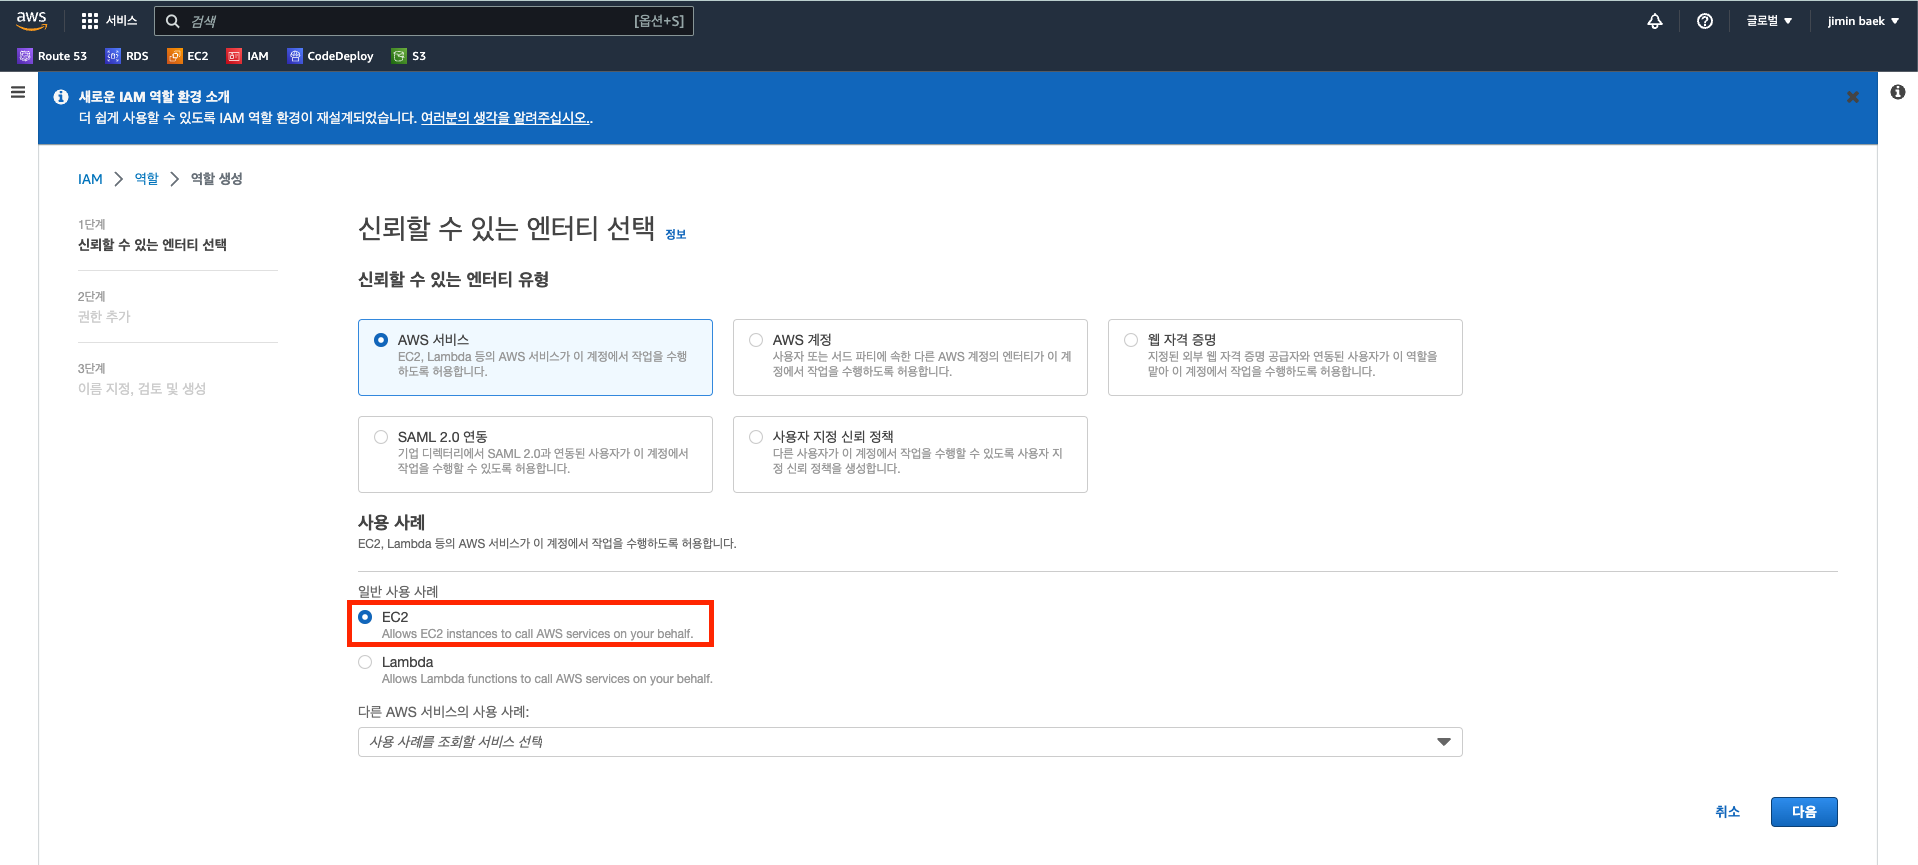 aws 서비스 검색 [옵션+S] 글로벌 jimin baek
Route 53 RDS EC2 IAM CodeDeploy S3
새로운 IAM 역할 환경 소개
더 쉽게 사용할 수 있도록 IAM 역할 환경이 재설계되었습니다. 여러분의 생각을 알려주십시오..
IAM 역할 역할 생성
1단계
신뢰할 수 있는 엔터티 선택
2단계
권한 추가
3단계
이름 지정, 검토 및 생성
신뢰할 수 있는 엔터티 선택 정보
신뢰할 수 있는 엔터티 유형
AWS 서비스
EC2, Lambda 등의 AWS 서비스가 이 계정에서 작업을 수행
하도록 허용합니다.
AWS 계정
사용자 또는 서드 파티에 속한 다른 AWS 계정의 엔터티가 이 계
정에서 작업을 수행하도록 허용합니다.
웹 자격 증명
지정된 외부 웹 자격 증명 공급자와 연동된 사용자가 이 역할을
맡아 이 계정에서 작업을 수행하도록 허용합니다.
SAML 2.0 연동
기업 디렉터리에서 SAML 2.0과 연동된 사용자가 이 계정에서
작업을 수행할 수 있도록 허용합니다.
사용자 지정 신뢰 정책
다른 사용자가 이 계정에서 작업을 수행할 수 있도록 사용자 지
정 신뢰 정책을 생성합니다.
사용 사례
EC2, Lambda 등의 AWS 서비스가 이 계정에서 작업을 수행하도록 허용합니다.
일반 사용 사례
EC2
Allows EC2 instances to call AWS services on your behalf.
Lambda
Allows Lambda functions to call AWS services on your behalf.
다른 AWS 서비스의 사용 사례:
사용 사례를 조회할 서비스 선택
취소 다음